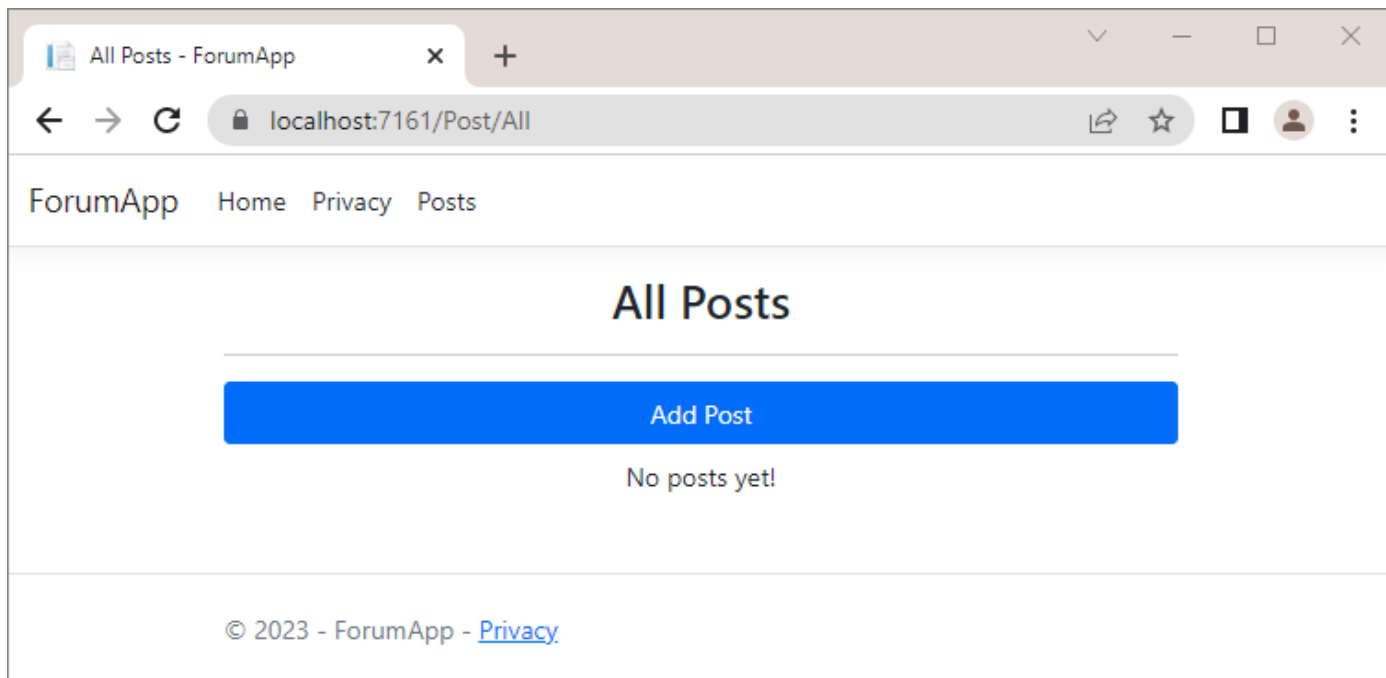 All Posts - ForumApp
localhost:7161/Post/All
ForumApp Home Privacy Posts
All Posts
Add Post
No posts yet!
© 2023 - ForumApp - Privacy